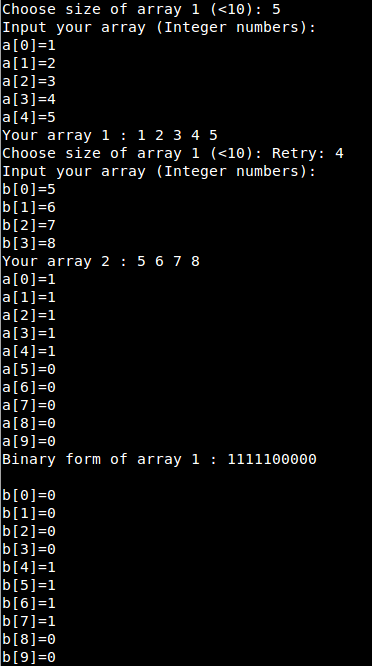 Choose size of array 1 (<10): 5
Input your array (Integer numbers):
a[0]=1
a[1]=2
a[2]=3
a[3]=4
a[4]=5
Your array 1 : 1 2 3 4 5
Choose size of array 1 (<10): Retry: 4
Input your array (Integer numbers):
b[0]=5
b[1]=6
b[2]=7
b[3]=8
Your array 2 : 5 6 7 8
a[0]=1
a[1]=1
a[2]=1
a[3]=1
a[4]=1
a[5]=0
a[6]=0
a[7]=0
a[8]=0
a[9]=0
Binary form of array 1 : 1111100000

b[0]=0
b[1]=0
b[2]=0
b[3]=0
b[4]=1
b[5]=1
b[6]=1
b[7]=1
b[8]=0
b[9]=0